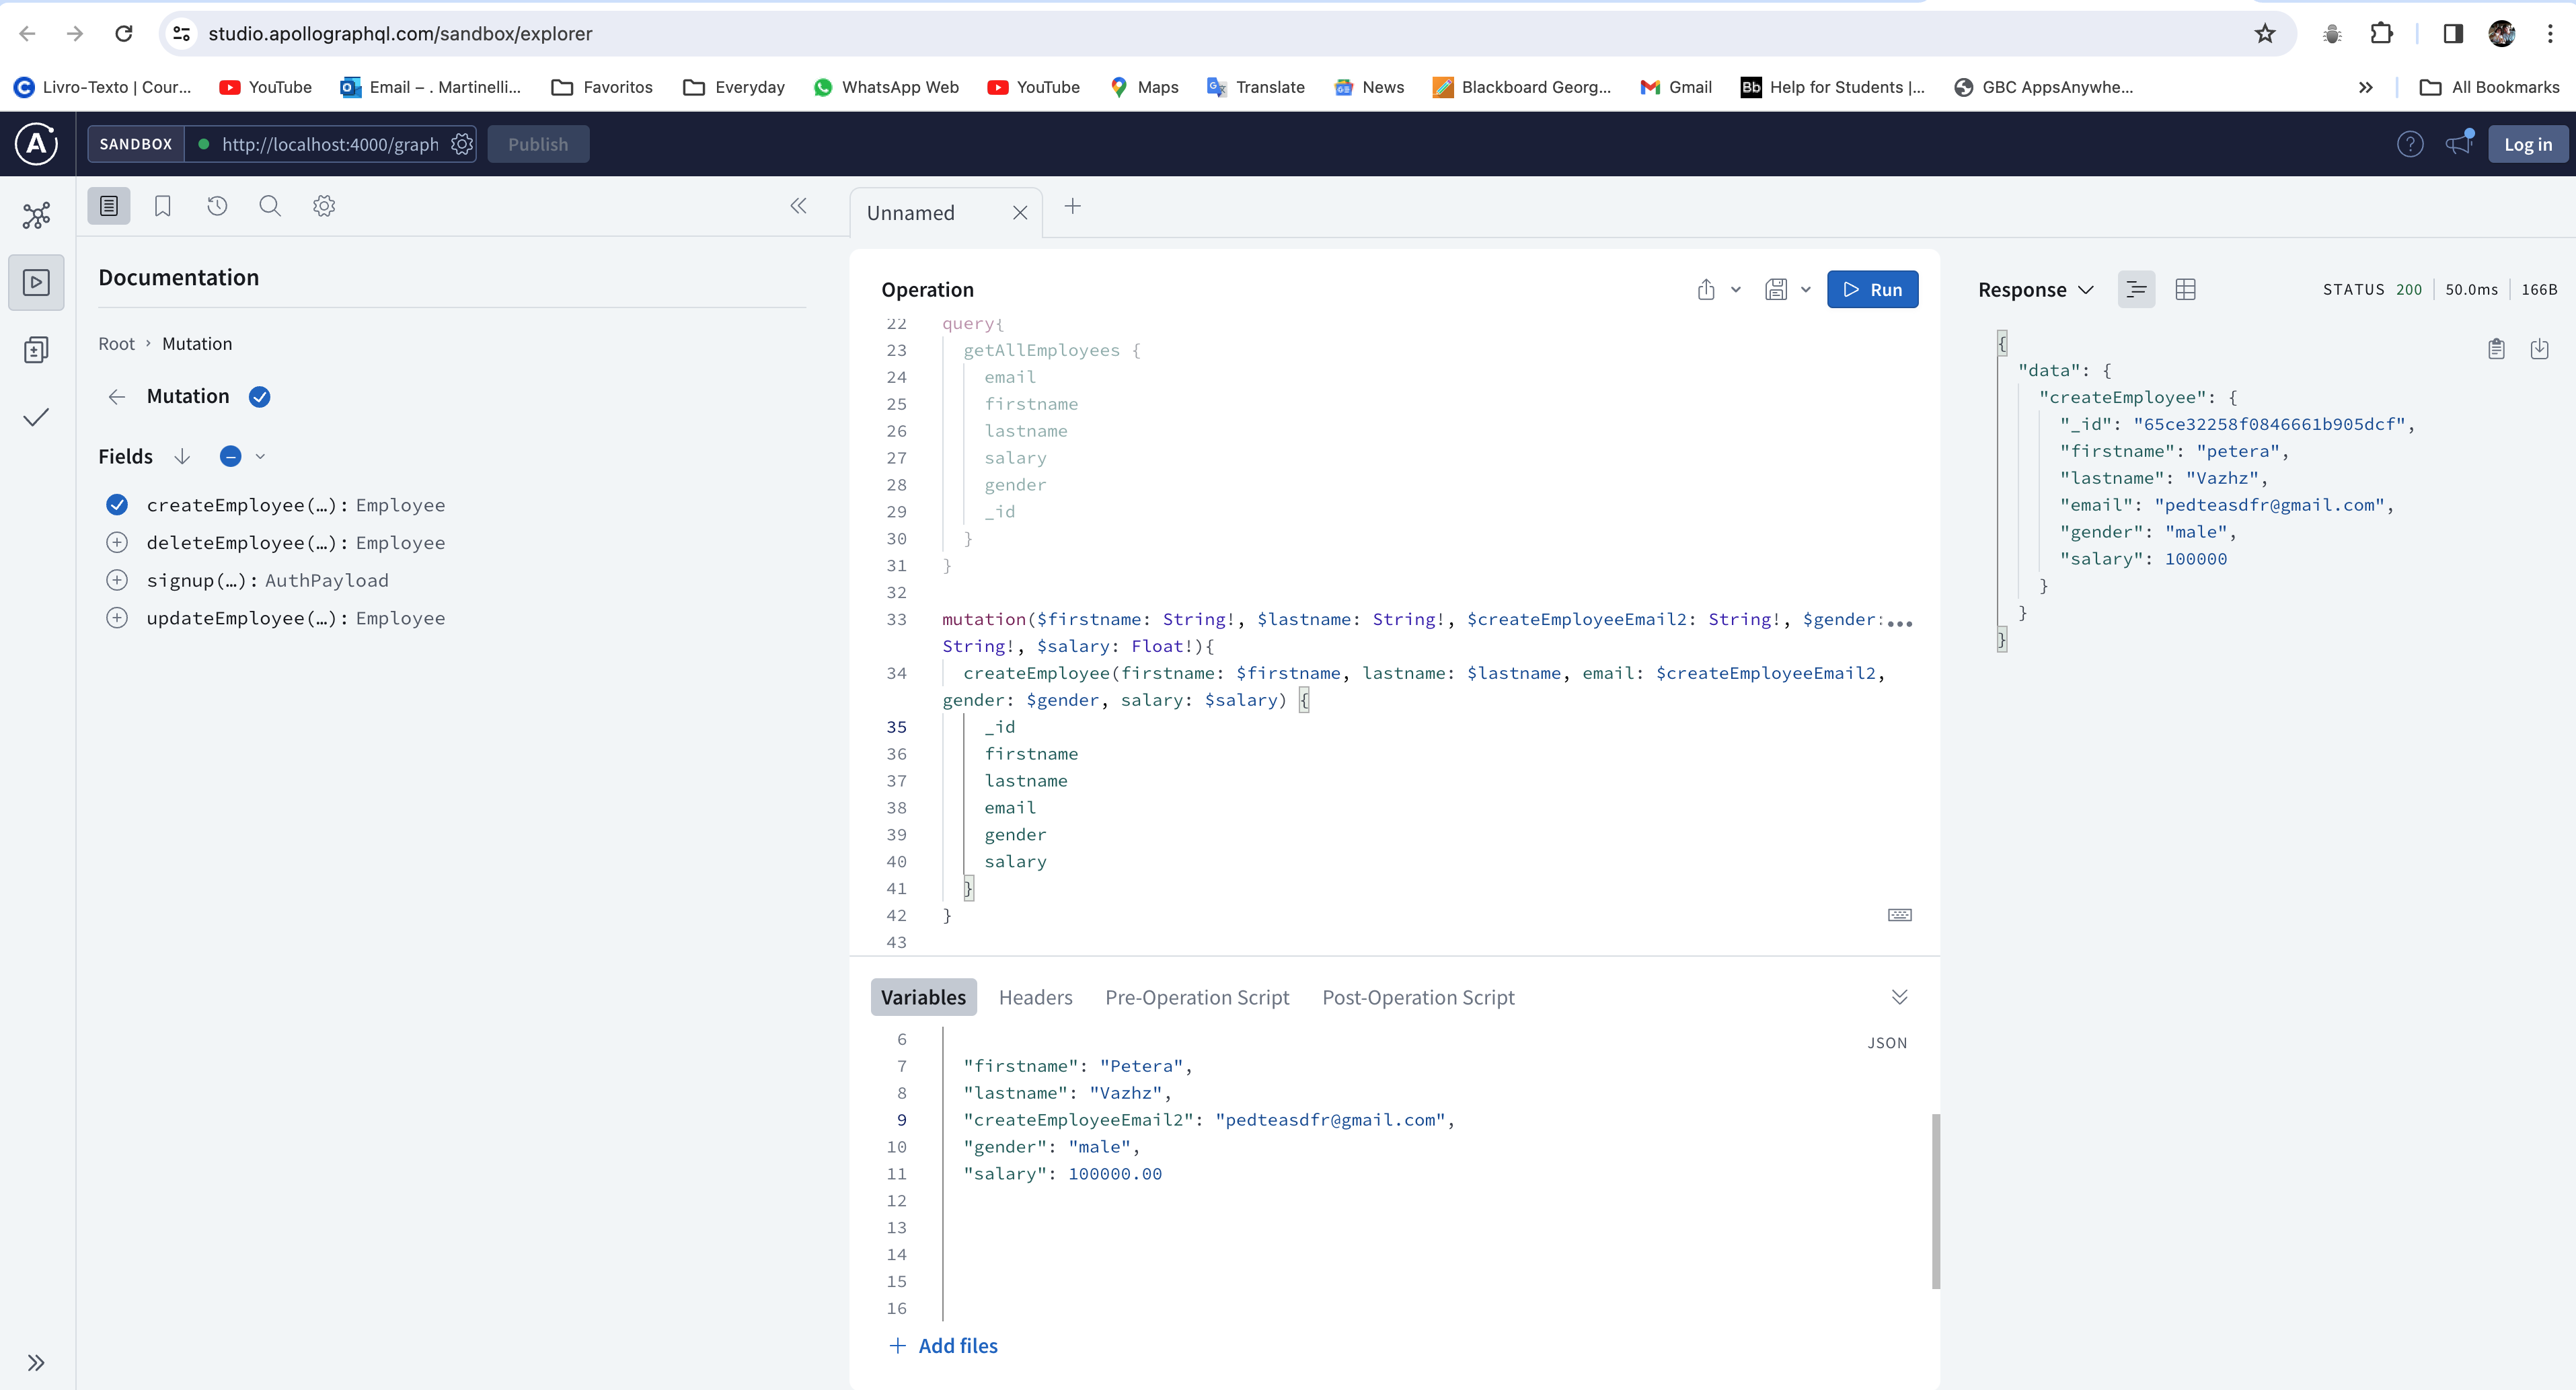 studio.apollographql.com/sandbox/explorer
Livro-Texto | Cour...
YouTube
Email – . Martinelli...
Favoritos
Everyday
WhatsApp Web
YouTube
Maps
Translate
News
Blackboard Georg...
Gmail
Bb
Help for Students |...
GBC AppsAnywhe...
All Bookmarks
SANDBOX
http://localhost:4000/graph
Publish
Log in
Unnamed
Documentation
Root › Mutation
Mutation
Fields
createEmployee(…): Employee
deleteEmployee(…): Employee
signup(…): AuthPayload
updateEmployee(…): Employee
Operation
Run
22 query{
23 getAllEmployees {
24 email
25 firstname
26 lastname
27 salary
28 gender
29 _id
30 }
31 }
32
33 mutation($firstname: String!, $lastname: String!, $createEmployeeEmail2: String!, $gender:
String!, $salary: Float!){
34 createEmployee(firstname: $firstname, lastname: $lastname, email: $createEmployeeEmail2,
gender: $gender, salary: $salary) {
35 _id
36 firstname
37 lastname
38 email
39 gender
40 salary
41 }
42 }
43
Variables
Headers
Pre-Operation Script
Post-Operation Script
JSON
6
7 "firstname": "Petera",
8 "lastname": "Vazhz",
9 "createEmployeeEmail2": "pedteasdfr@gmail.com",
10 "gender": "male",
11 "salary": 100000.00
12
13
14
15
16
+ Add files
Response
STATUS 200
50.0ms
166B
{
"data": {
"createEmployee": {
"_id": "65ce32258f0846661b905dcf",
"firstname": "petera",
"lastname": "Vazhz",
"email": "pedteasdfr@gmail.com",
"gender": "male",
"salary": 100000
}
}
}